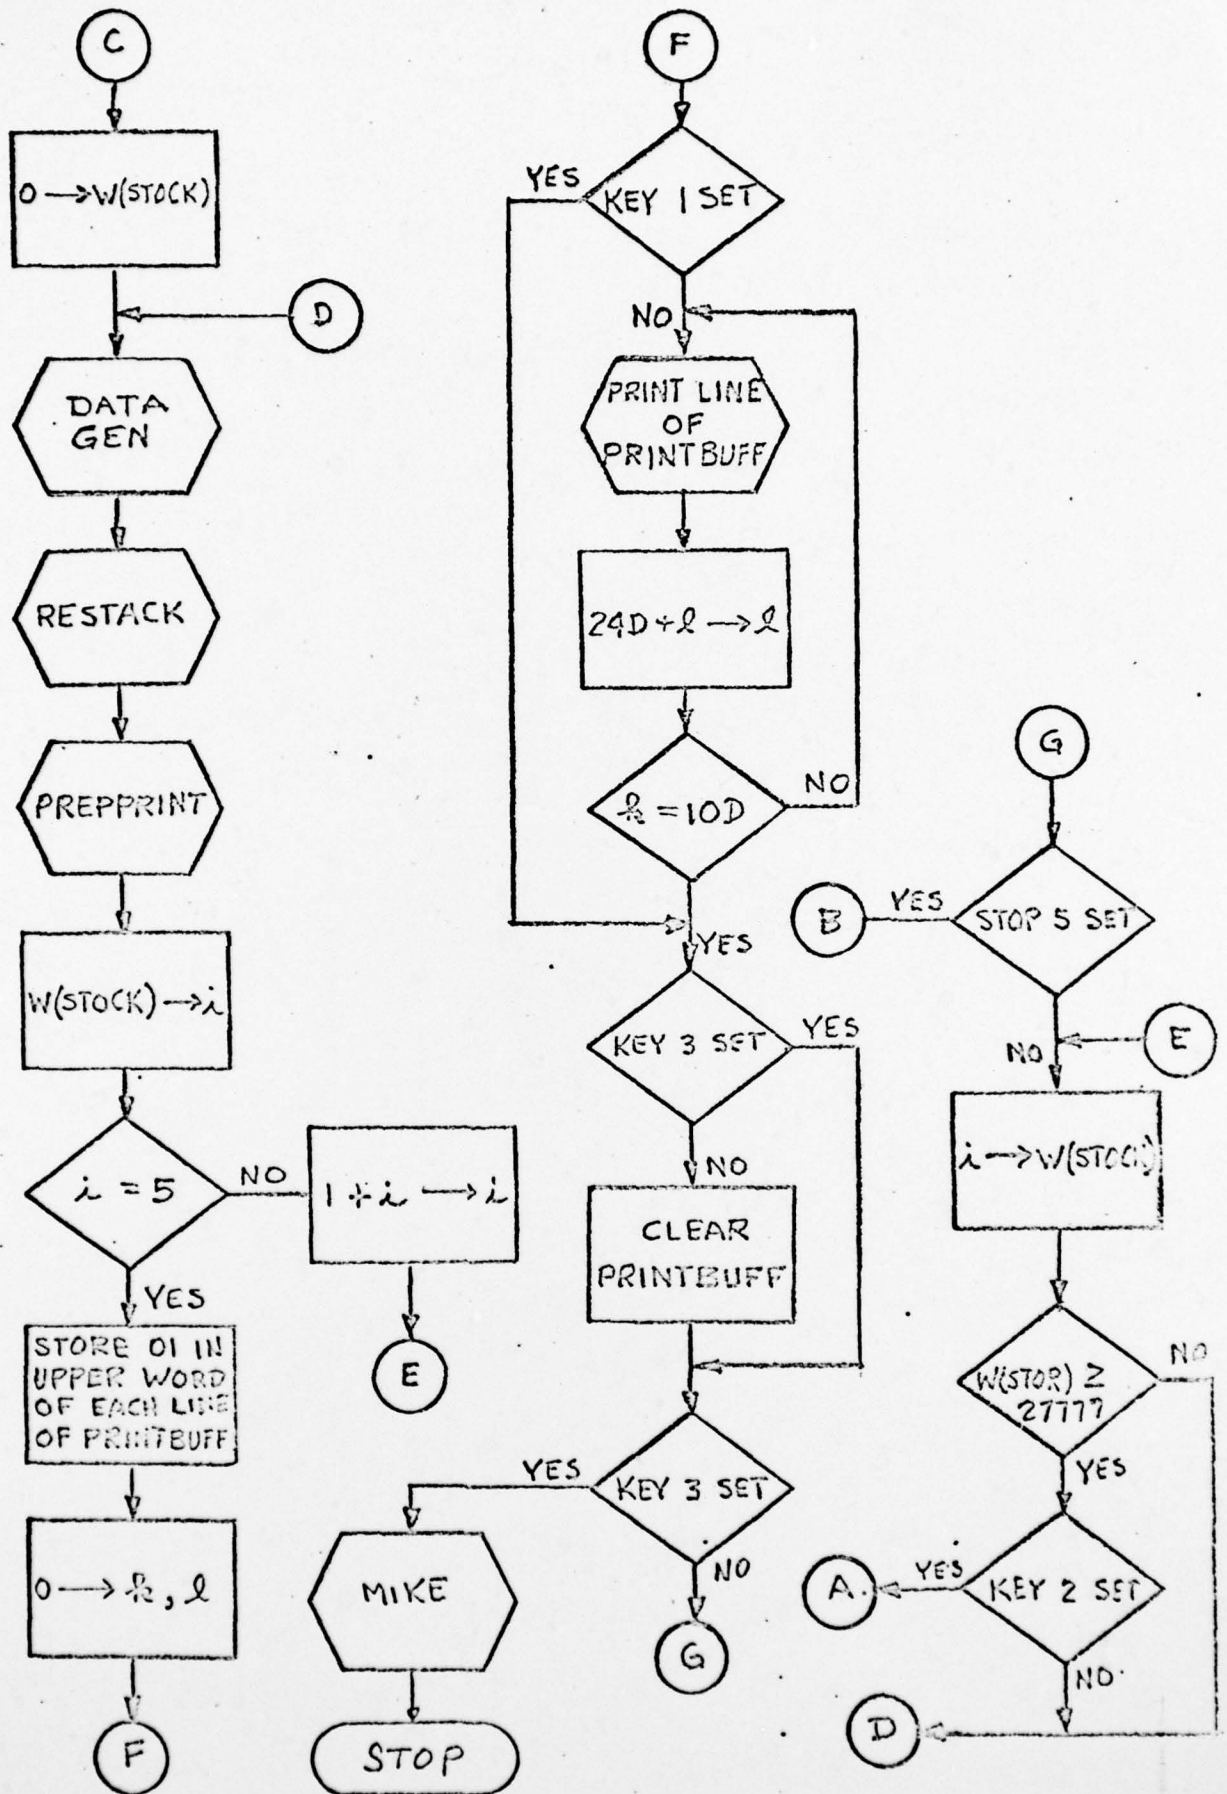 C
0 → W(STOCK)
D
DATA
GEN
RESTACK
PREPPRINT
W(STOCK) → i
i = 5
NO
1 + i → i
E
YES
STORE 01 IN
UPPER WORD
OF EACH LINE
OF PRINTBUFF
0 → k, l
F
F
KEY 1 SET
YES
NO
PRINT LINE
OF
PRINTBUFF
24D + l → l
k = 10D
NO
YES
KEY 3 SET
YES
NO
CLEAR
PRINTBUFF
KEY 3 SET
YES
MIKE
STOP
NO
G
G
STOP 5 SET
YES
B
NO
E
i → W(STOCK)
W(STOR) ≥
27777
NO
YES
KEY 2 SET
YES
A
NO
D